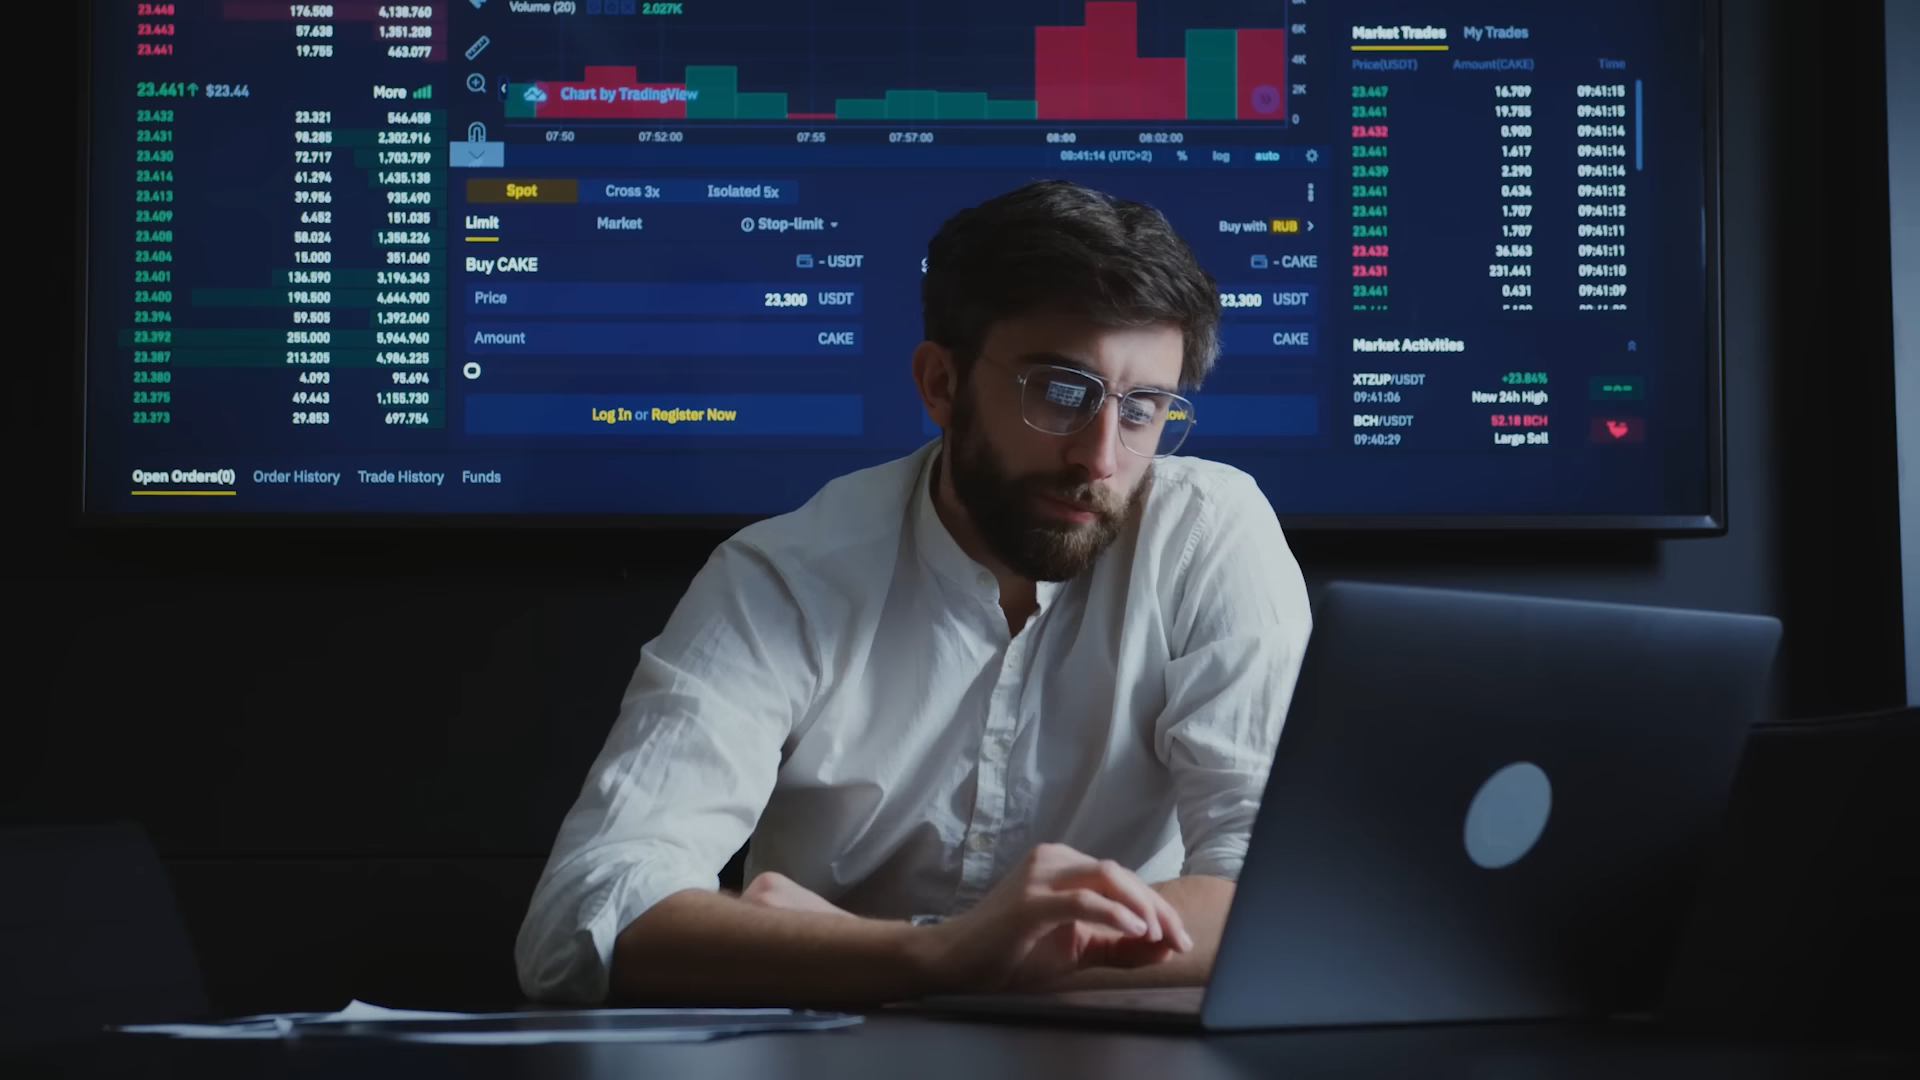 23.448 176.508 4,138.760
23.443 57.638 1,351.208
23.441 19.755 463.077
23.441↑ $23.44 More
23.432 23.321 546.458
23.431 98.285 2,302.916
23.430 72.717 1,703.759
23.414 61.294 1,435.138
23.413 39.956 935.490
23.409 6.452 151.035
23.408 58.024 1,358.226
23.404 15.000 351.060
23.401 136.590 3,196.343
23.400 198.500 4,644.900
23.394 59.505 1,392.060
23.392 255.000 5,964.960
23.387 213.205 4,986.225
23.380 4.093 95.694
23.375 49.443 1,155.730
23.373 29.853 697.754
Open Orders(0) Order History Trade History Funds
Volume (20) 2.027K
6K
4K
2K
0
Chart by TradingView
07:50 07:52:00 07:55 07:57:00 08:00 08:02:00
09:41:14 (UTC+2) % log auto
Spot Cross 3x Isolated 5x
Limit Market Stop-limit
Buy with RUB
Buy CAKE - USDT
- CAKE
Price 23,300 USDT
23,300 USDT
Amount CAKE
CAKE
Log In or Register Now
Market Trades My Trades
Price(USDT) Amount(CAKE) Time
23.447 16.709 09:41:15
23.441 19.755 09:41:15
23.432 0.900 09:41:14
23.441 1.617 09:41:14
23.439 2.290 09:41:14
23.441 0.434 09:41:12
23.441 1.707 09:41:12
23.441 1.707 09:41:11
23.432 36.563 09:41:11
23.431 231.441 09:41:10
23.441 0.431 09:41:09
Market Activities
XTZUP/USDT +23.84%
09:41:06 New 24h High
BCH/USDT 52.18 BCH
09:40:29 Large Sell